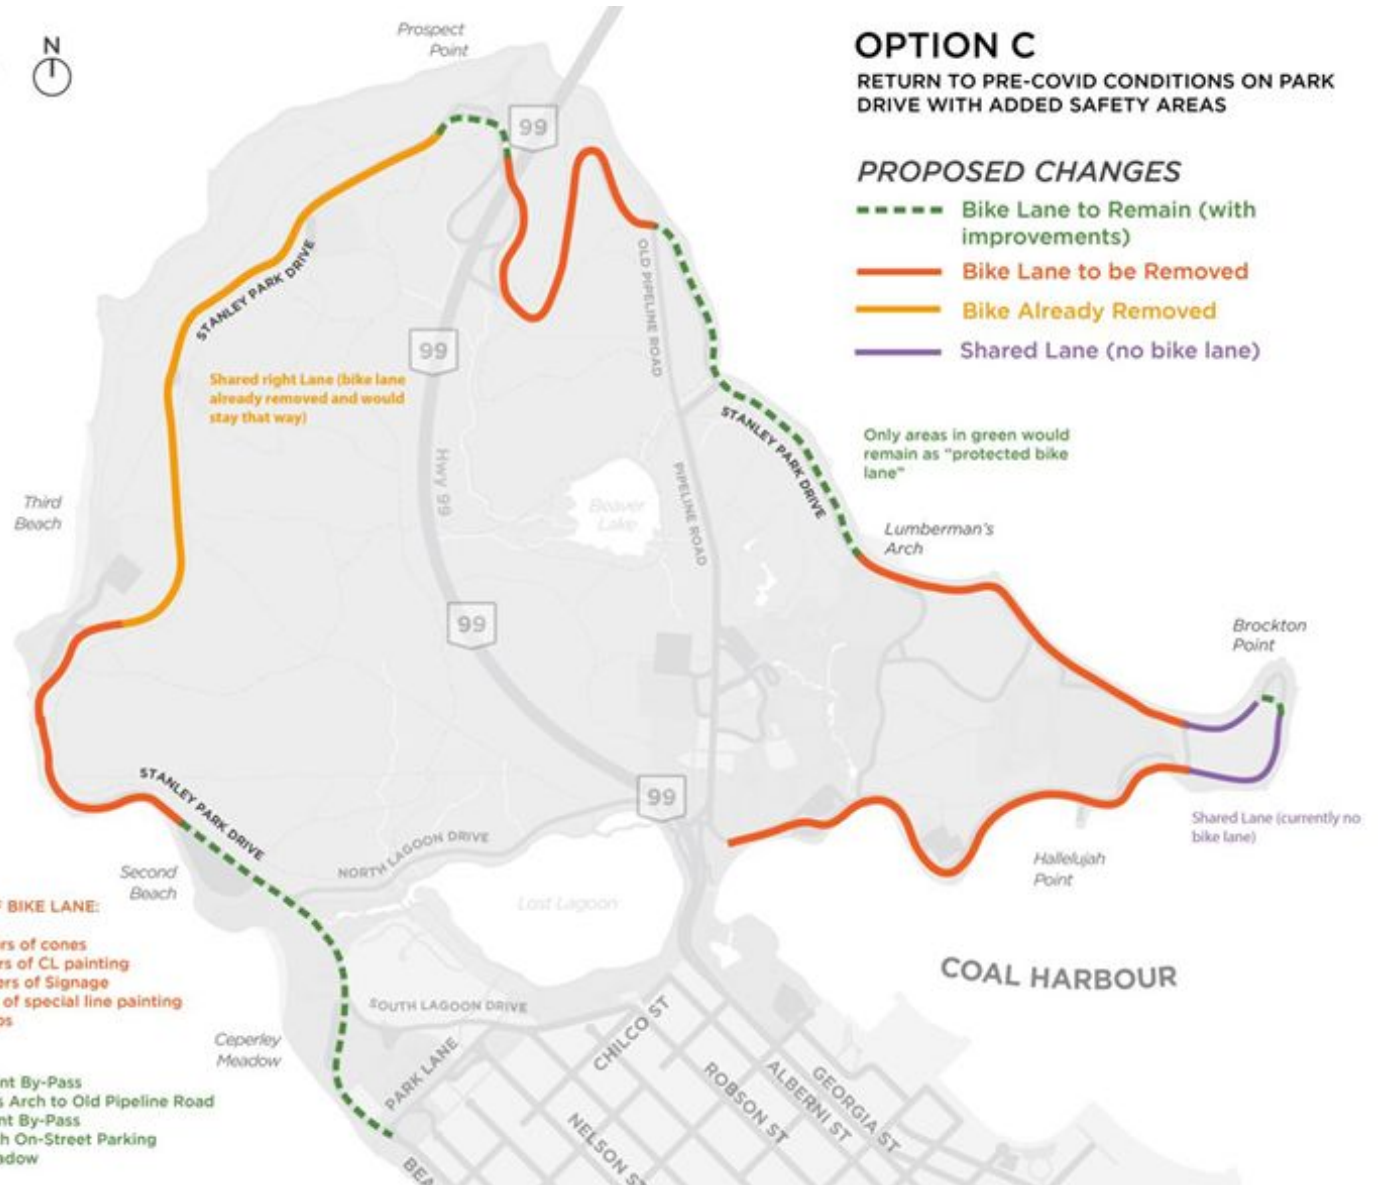 N
Prospect
Point
OPTION C
RETURN TO PRE-COVID CONDITIONS ON PARK
DRIVE WITH ADDED SAFETY AREAS
PROPOSED CHANGES
Bike Lane to Remain (with
improvements)
Bike Lane to be Removed
Bike Already Removed
Shared Lane (no bike lane)
99
STANLEY PARK DRIVE
OLD PIPELINE ROAD
99
Shared right Lane (bike lane
already removed and would
stay that way)
STANLEY PARK DRIVE
Only areas in green would
remain as "protected bike
lane"
Hwy 99
PIPELINE ROAD
Third
Beach
Beaver
Lake
Lumberman's
Arch
99
Brockton
Point
STANLEY PARK DRIVE
99
Shared Lane (currently no
bike lane)
NORTH LAGOON DRIVE
Hallelujah
Point
Second
Beach
Lost Lagoon
BIKE LANE:
of cones
of CL painting
of Signage
of special line painting
COAL HARBOUR
SOUTH LAGOON DRIVE
Ceperley
Meadow
PARK LANE
CHILCO ST
ROBSON ST
ALBERNI ST
GEORGIA ST
NELSON ST
By-Pass
Arch to Old Pipeline Road
By-Pass
On-Street Parking
BEA